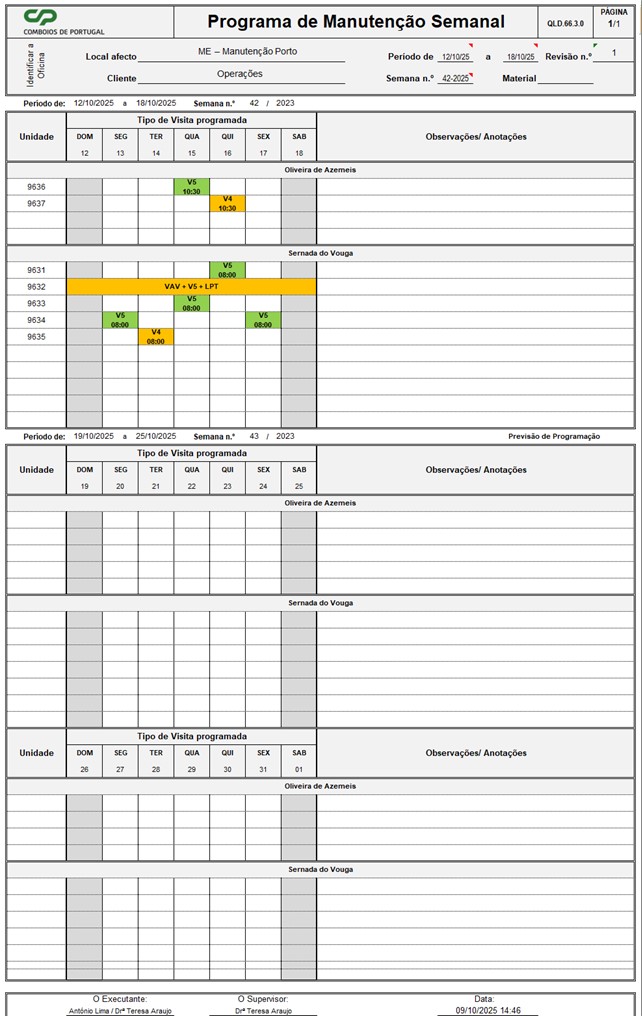 CP
COMBOIOS DE PORTUGAL
Programa de Manutenção Semanal
QLD.66.3.0
PÁGINA
1/1
Identificar a Oficina
Local afecto ME – Manutenção Porto
Cliente Operações
Periodo de 12/10/25 a 18/10/25 Revisão n.º 1
Semana n.º 42-2025 Material
Periodo de: 12/10/2025 a 18/10/2025 Semana n.º 42 / 2023
Unidade
Tipo de Visita programada
Observações/ Anotações
DOM SEG TER QUA QUI SEX SAB
12 13 14 15 16 17 18
Oliveira de Azemeis
9636 V5 10:30
9637 V4 10:30
Sernada do Vouga
9631 V5 08:00
9632 VAV + V5 + LPT
9633 V5 08:00
9634 V5 08:00 V5 08:00
9635 V4 08:00
Periodo de: 19/10/2025 a 25/10/2025 Semana n.º 43 / 2023 Previsão de Programação
Unidade
Tipo de Visita programada
Observações/ Anotações
DOM SEG TER QUA QUI SEX SAB
19 20 21 22 23 24 25
Oliveira de Azemeis
Sernada do Vouga
Unidade
Tipo de Visita programada
Observações/ Anotações
DOM SEG TER QUA QUI SEX SAB
26 27 28 29 30 31 01
Oliveira de Azemeis
Sernada do Vouga
O Executante: O Supervisor: Data:
António Lima / Drª Teresa Araujo Drª Teresa Araujo 09/10/2025 14:46